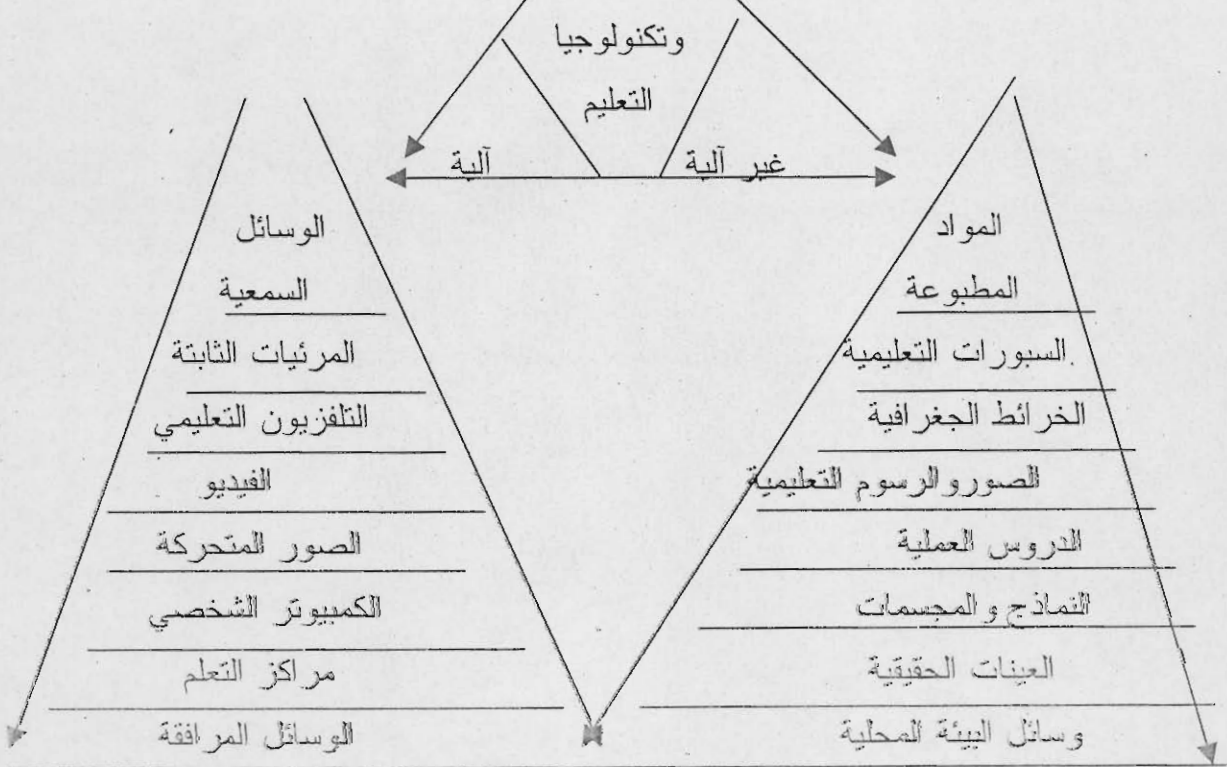 وتكنولوجيا
التعليم
غير آلية
آلية
المواد
المطبوعة
السبورات التعليمية
الخرائط الجغرافية
الصور والرسوم التعليمية
الدروس العملية
النماذج والمجسمات
العينات الحقيقية
وسائل البيئة المحلية
الوسائل
السمعية
المرئيات الثابتة
التلفزيون التعليمي
الفيديو
الصور المتحركة
الكمبيوتر الشخصي
مراكز التعلم
الوسائل المرافقة